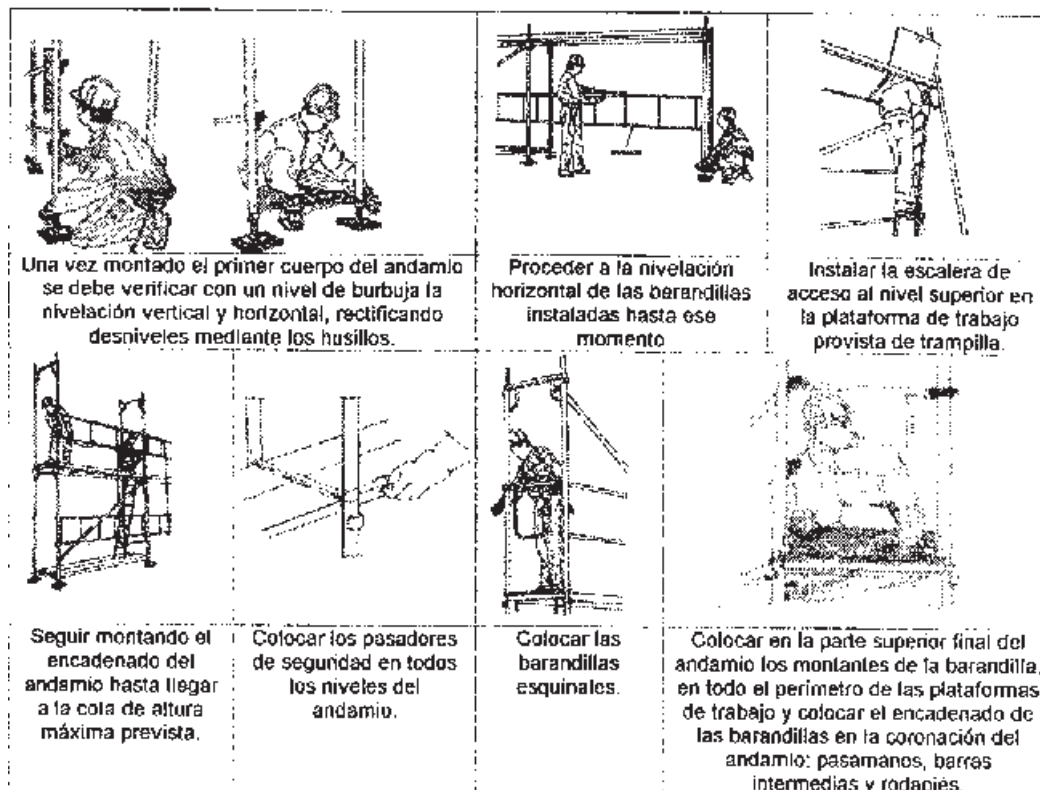 Una vez montado el primer cuerpo del andamio
se debe verificar con un nivel de burbuja la
nivelación vertical y horizontal, rectificando
desniveles mediante los husillos.
Proceder a la nivelación
horizontal de las barandillas
instaladas hasta ese
momento
Instalar la escalera de
acceso al nivel superior en
la plataforma de trabajo
provista de trampilla.
Seguir montando el
encadenado del
andamio hasta llegar
a la cola de altura
máxima prevista.
Colocar los pasadores
de seguridad en todos
los niveles del
andamio.
Colocar las
barandillas
esquinales.
Colocar en la parte superior final del
andamio los montantes de la barandilla,
en todo el perimetro de las plataformas
de trabajo y colocar el encadenado de
las barandillas en la coronación del
andamio: pasamanos, barras
intermedias y rodapiés.